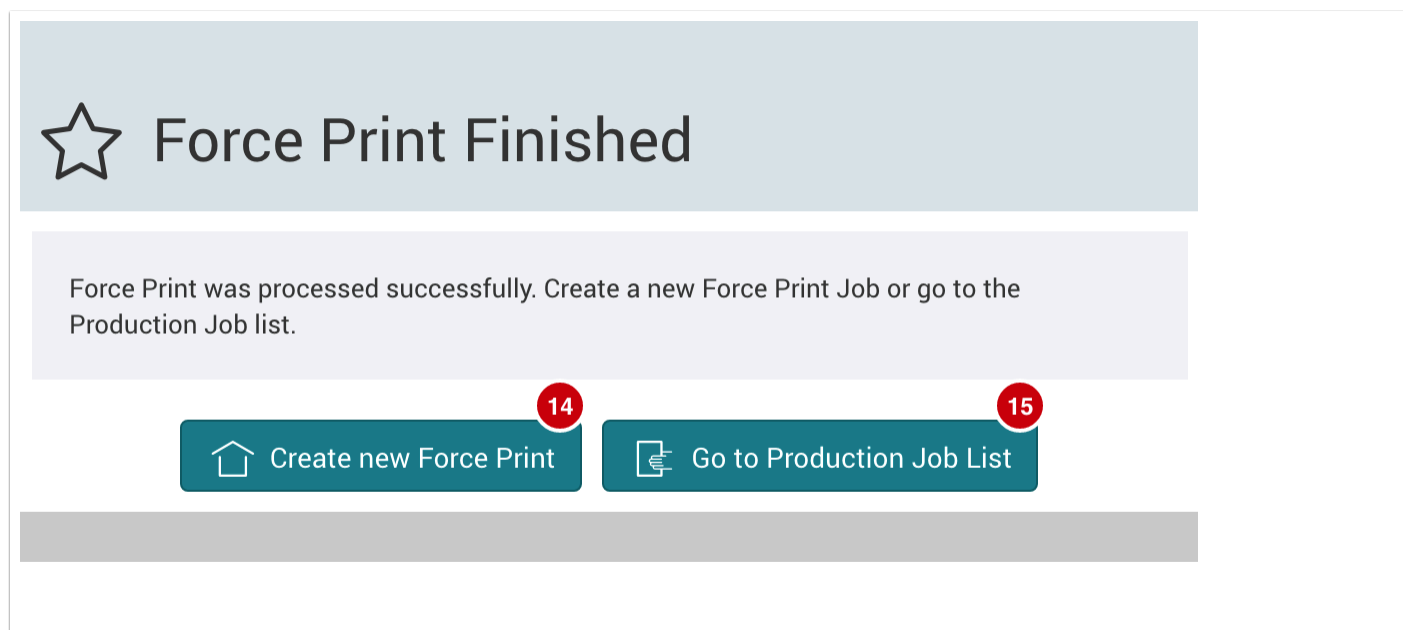 Force Print Finished
Force Print was processed successfully. Create a new Force Print Job or go to the
Production Job list.
14
15
Create new Force Print
Go to Production Job List